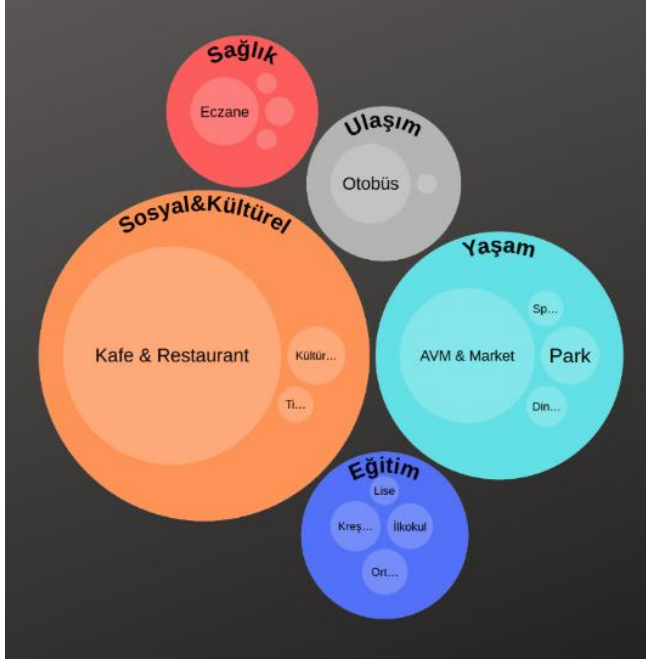 Sağlık
Eczane
Ulaşım
Otobüs
Sosyal&Kültürel
Kafe & Restaurant
Kültür...
Ti...
Yaşam
Sp...
AVM & Market
Park
Din...
Eğitim
Lise
Kreş...
İlkokul
Ort...